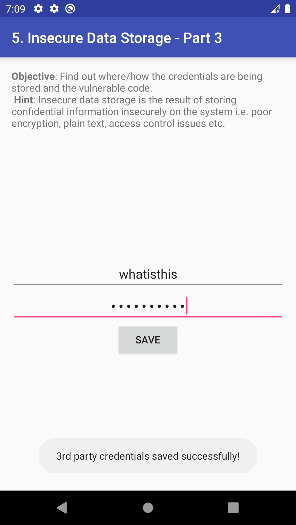 7:09
5. Insecure Data Storage - Part 3
Objective: Find out where/how the credentials are being
stored and the vulnerable code.
Hint: Insecure data storage is the result of storing
confidential information insecurely on the system i.e. poor
encryption, plain text, access control issues etc.
whatisthis
••••••••••
SAVE
3rd party credentials saved successfully!